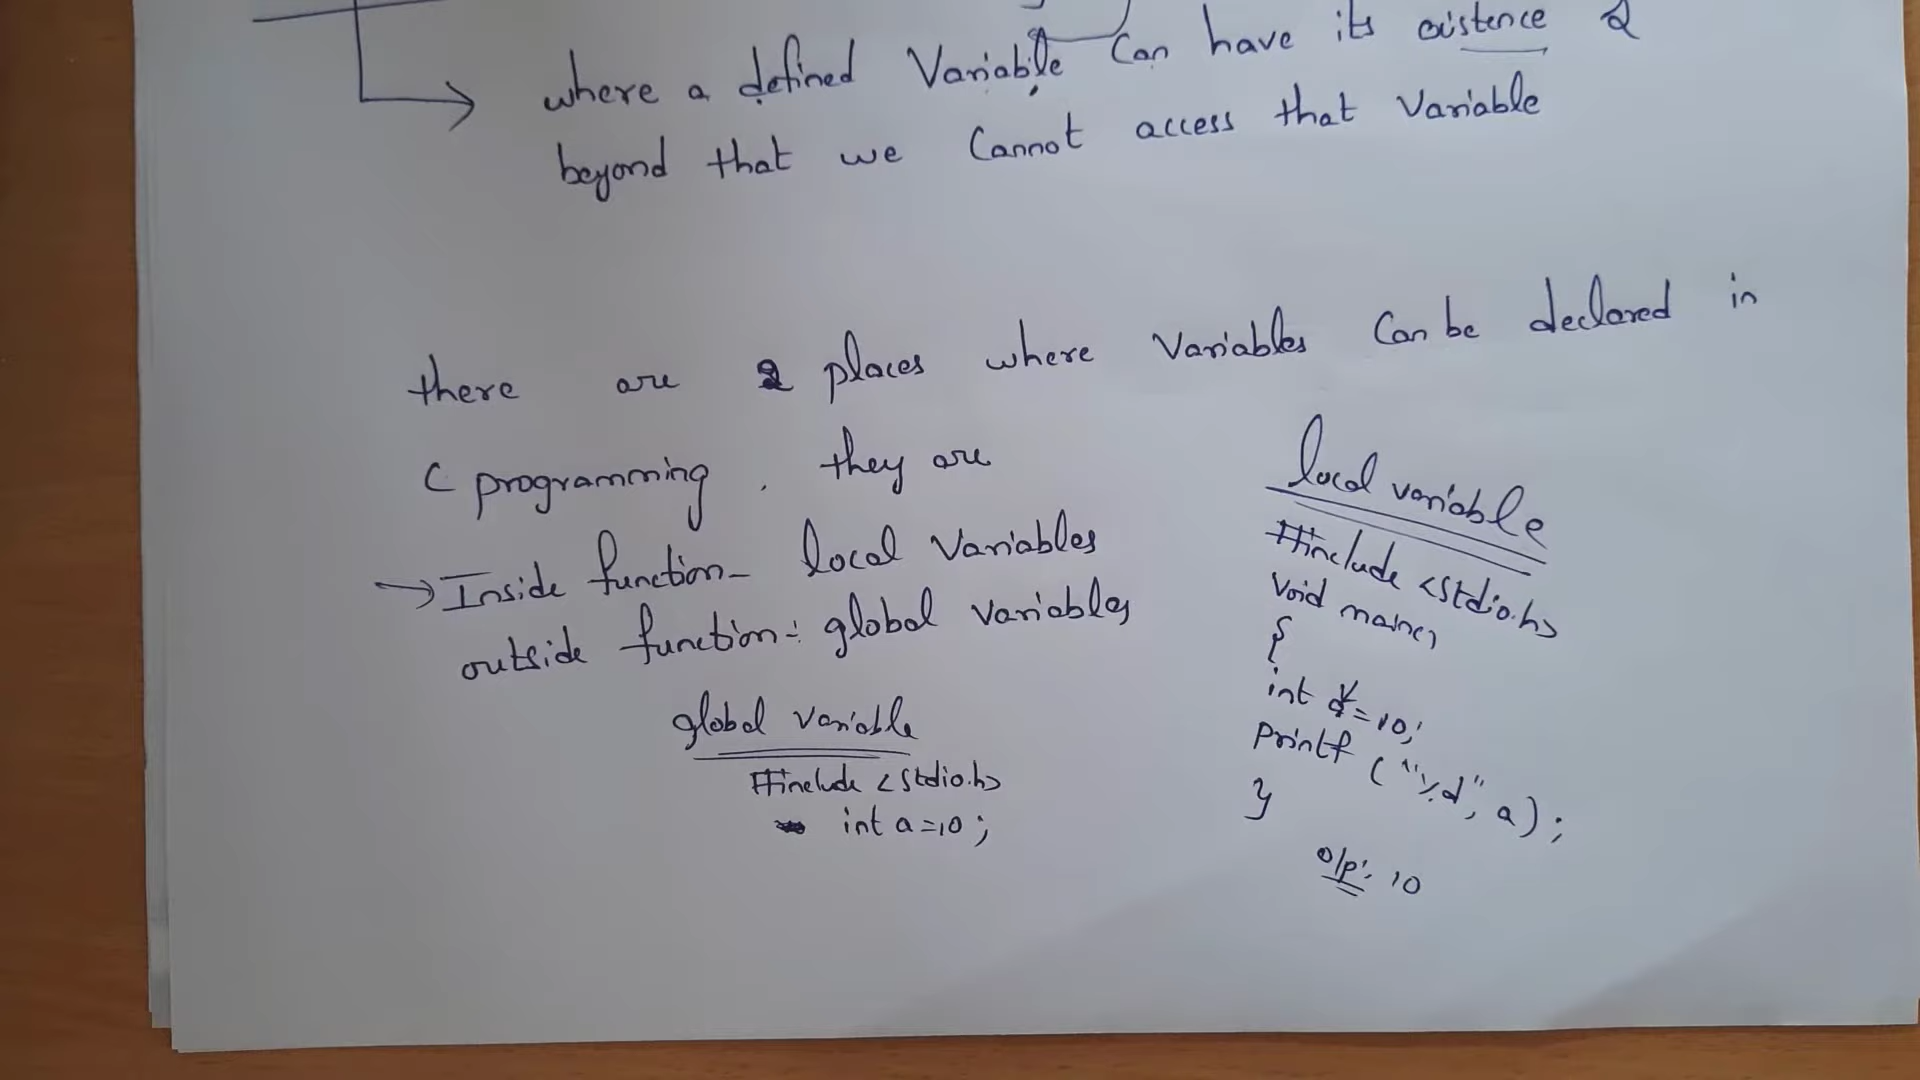 where a defined Variable Can have its existence &
beyond that we Cannot access that Variable
there are 2 places where Variables Can be declared in
C programming. they are
→ Inside function - local Variables
outside function :- global variables
global variable
#include <stdio.h>
int a=10;
local variable
#include <stdio.h>
void main()
{
int a=10;
printf ("%d", a);
}
o/p:- 10